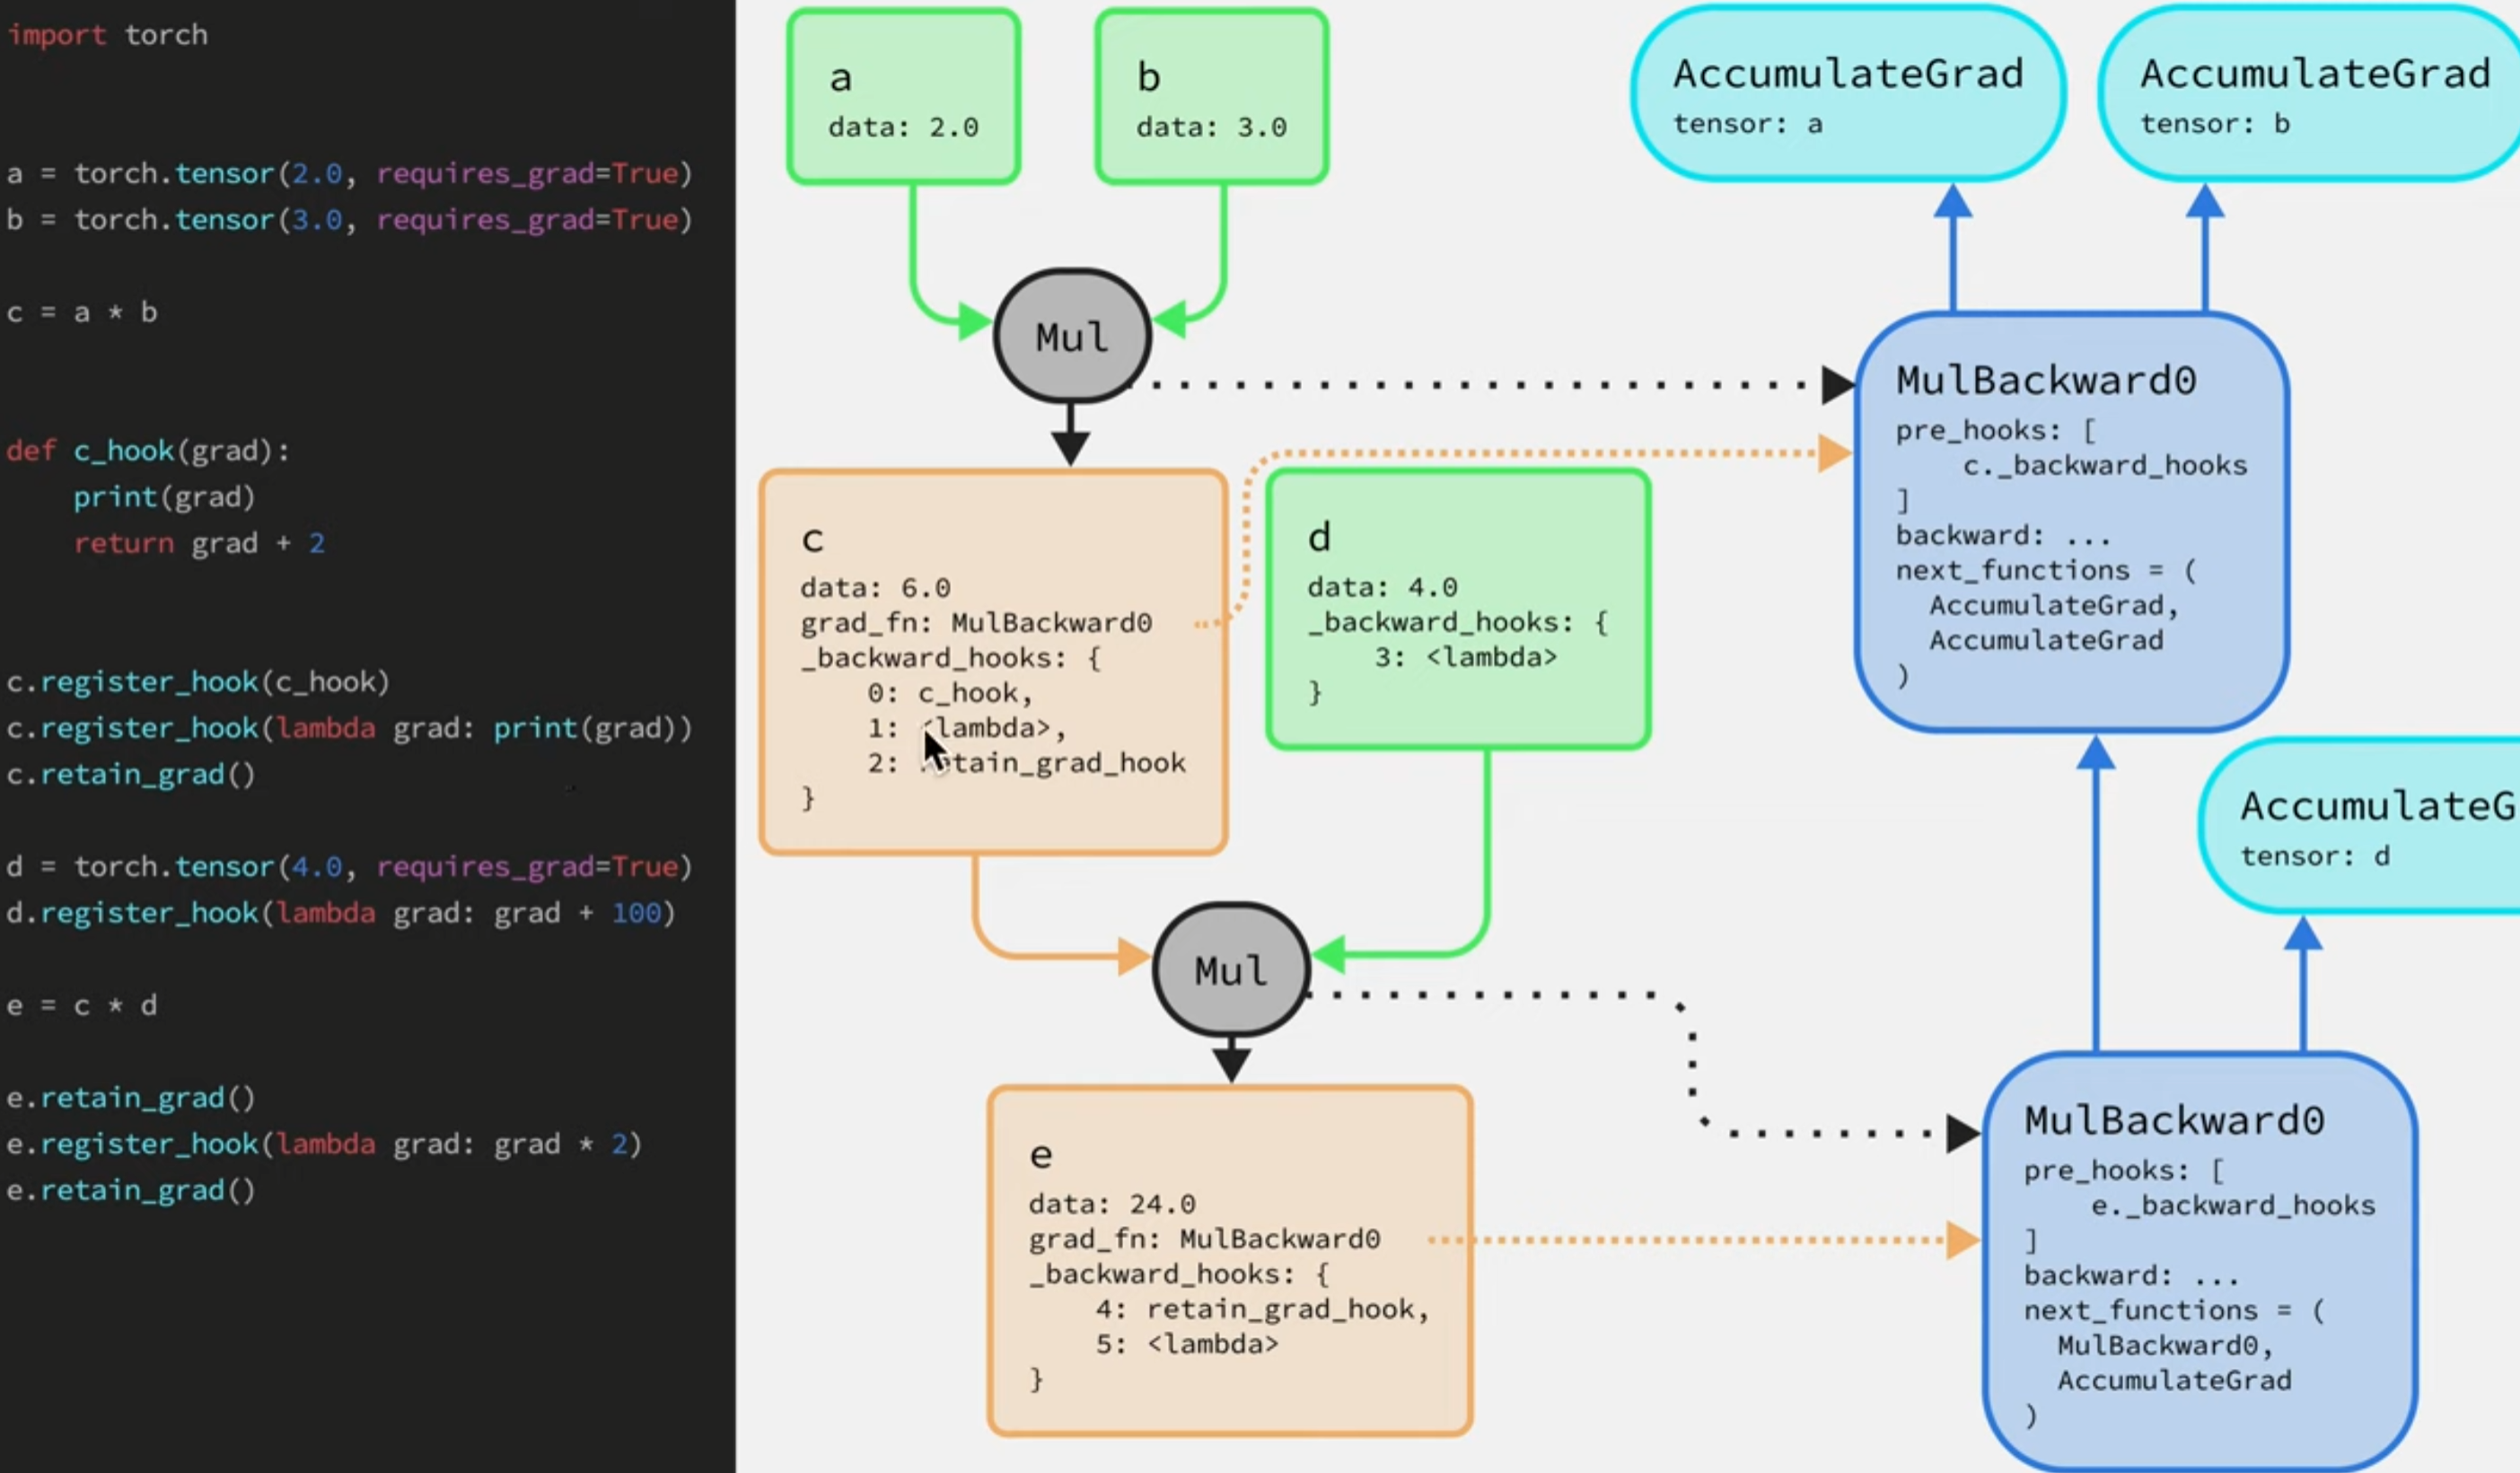 import torch
a = torch.tensor(2.0, requires_grad=True)
b = torch.tensor(3.0, requires_grad=True)
c = a * b
def c_hook(grad):
    print(grad)
    return grad + 2
c.register_hook(c_hook)
c.register_hook(lambda grad: print(grad))
c.retain_grad()
d = torch.tensor(4.0, requires_grad=True)
d.register_hook(lambda grad: grad + 100)
e = c * d
e.retain_grad()
e.register_hook(lambda grad: grad * 2)
e.retain_grad()
a
data: 2.0
b
data: 3.0
Mul
c
data: 6.0
grad_fn: MulBackward0
_backward_hooks: {
    0: c_hook,
    1: <lambda>,
    2: retain_grad_hook
}
d
data: 4.0
_backward_hooks: {
    3: <lambda>
}
Mul
e
data: 24.0
grad_fn: MulBackward0
_backward_hooks: {
    4: retain_grad_hook,
    5: <lambda>
}
AccumulateGrad
tensor: a
AccumulateGrad
tensor: b
MulBackward0
pre_hooks: [
    c._backward_hooks
]
backward: ...
next_functions = (
  AccumulateGrad,
  AccumulateGrad
)
AccumulateG
tensor: d
MulBackward0
pre_hooks: [
    e._backward_hooks
]
backward: ...
next_functions = (
  MulBackward0,
  AccumulateGrad
)